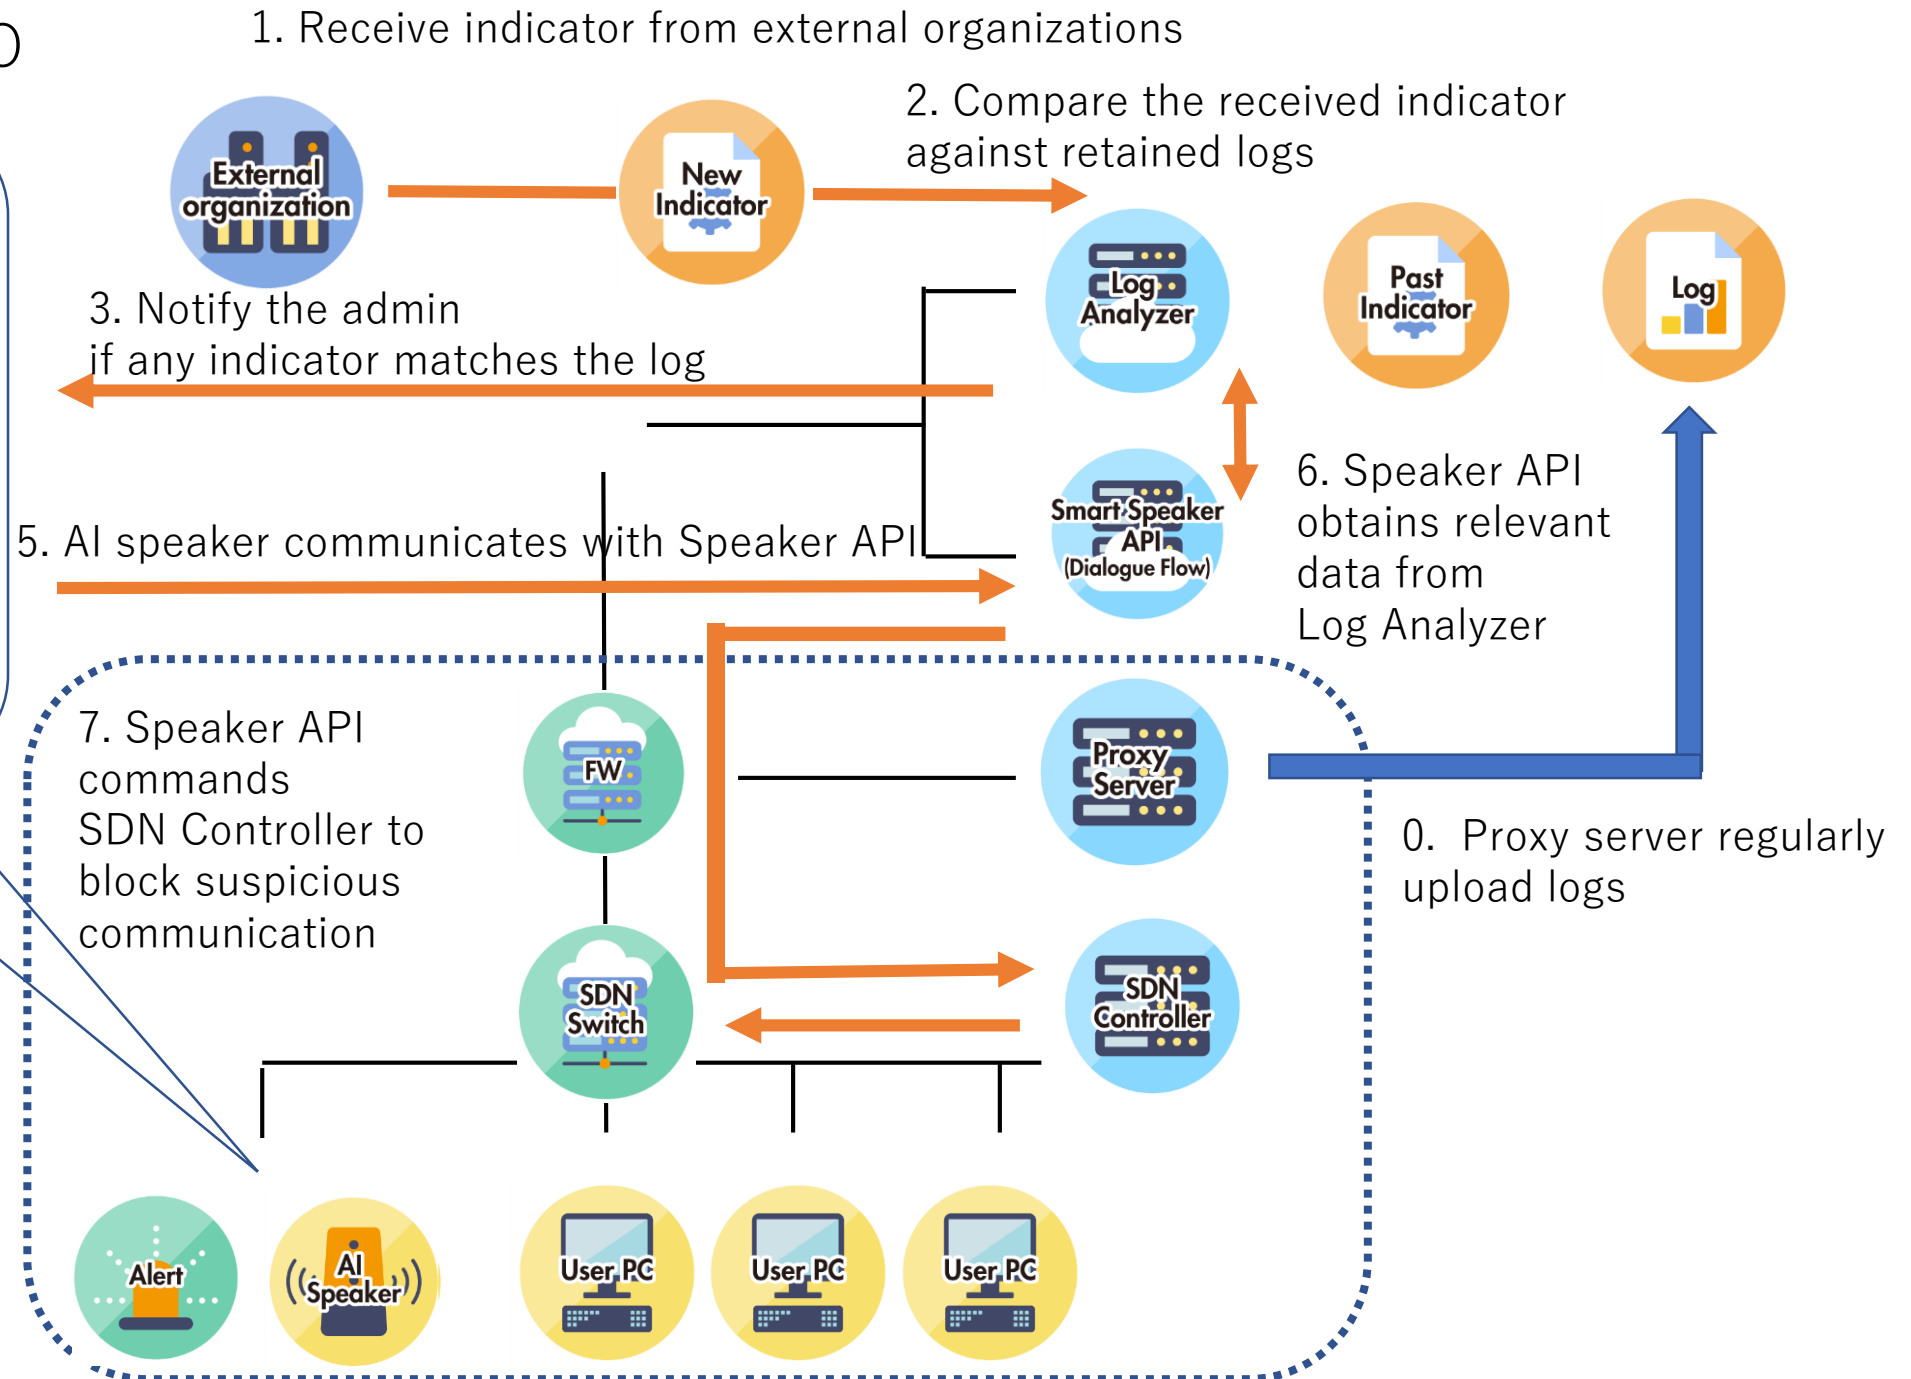 1. Receive indicator from external organizations
2. Compare the received indicator
against retained logs
External
organization
New
Indicator
Log
Analyzer
Past
Indicator
Log
3. Notify the admin
if any indicator matches the log
Smart Speaker
API
(Dialogue Flow)
6. Speaker API
obtains relevant
data from
Log Analyzer
5. AI speaker communicates with Speaker API
7. Speaker API
commands
SDN Controller to
block suspicious
communication
FW
Proxy
Server
0. Proxy server regularly
upload logs
SDN
Switch
SDN
Controller
Alert
AI
Speaker
User PC
User PC
User PC